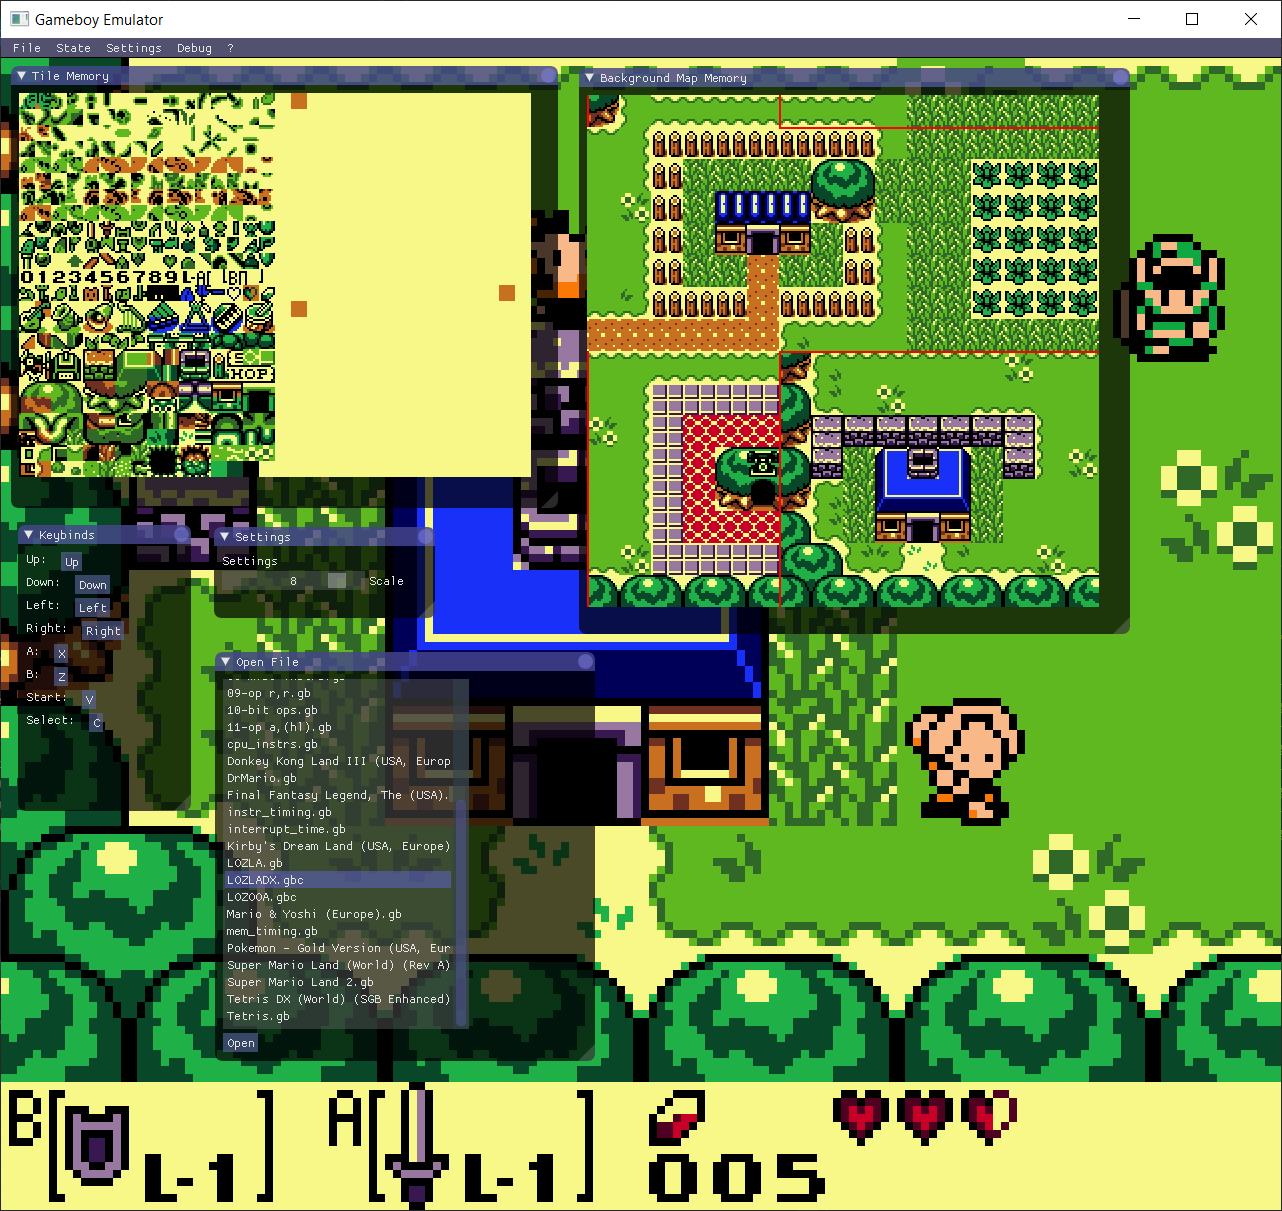 Gameboy Emulator
File State Settings Debug ?
Tile Memory
Background Map Memory
0123456789L-A[ [B[ ]
SHOP
Keybinds
Up: Up
Down: Down
Left: Left
Right: Right
A: X
B: Z
Start: V
Select: C
Settings
Settings
8 Scale
Open File
09-op r,r.gb
10-bit ops.gb
11-op a,(hl).gb
cpu_instrs.gb
Donkey Kong Land III (USA, Europ
DrMario.gb
Final Fantasy Legend, The (USA).
instr_timing.gb
interrupt_time.gb
Kirby's Dream Land (USA, Europe)
LOZLA.gb
LOZLADX.gbc
LOZOOA.gbc
Mario & Yoshi (Europe).gb
mem_timing.gb
Pokemon - Gold Version (USA, Eur
Super Mario Land (World) (Rev A)
Super Mario Land 2.gb
Tetris DX (World) (SGB Enhanced)
Tetris.gb
Open
B[ L-1 ] A[ L-1 ]
005